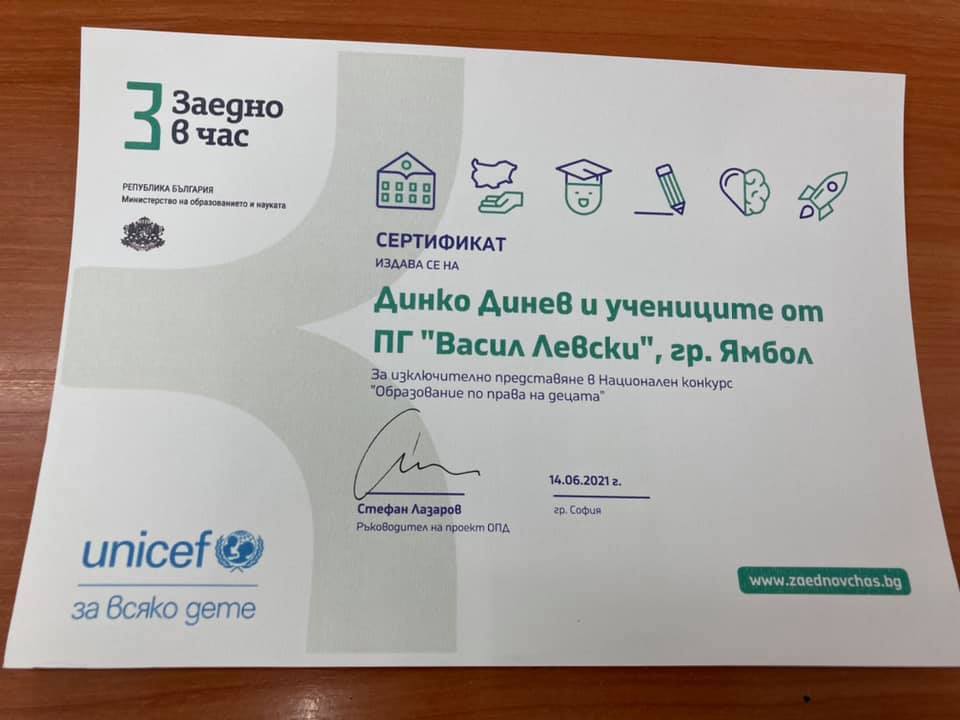 Заедно
в час
РЕПУБЛИКА БЪЛГАРИЯ
Министерство на образованието и науката
СЕРТИФИКАТ
ИЗДАВА СЕ НА
Динко Динев и учениците от
ПГ "Васил Левски", гр. Ямбол
За изключително представяне в Национален конкурс
"Образование по права на децата"
Стефан Лазаров
Ръководител на проект ОПД
14.06.2021 г.
гр. София
unicef
за всяко дете
www.zaednovchas.bg